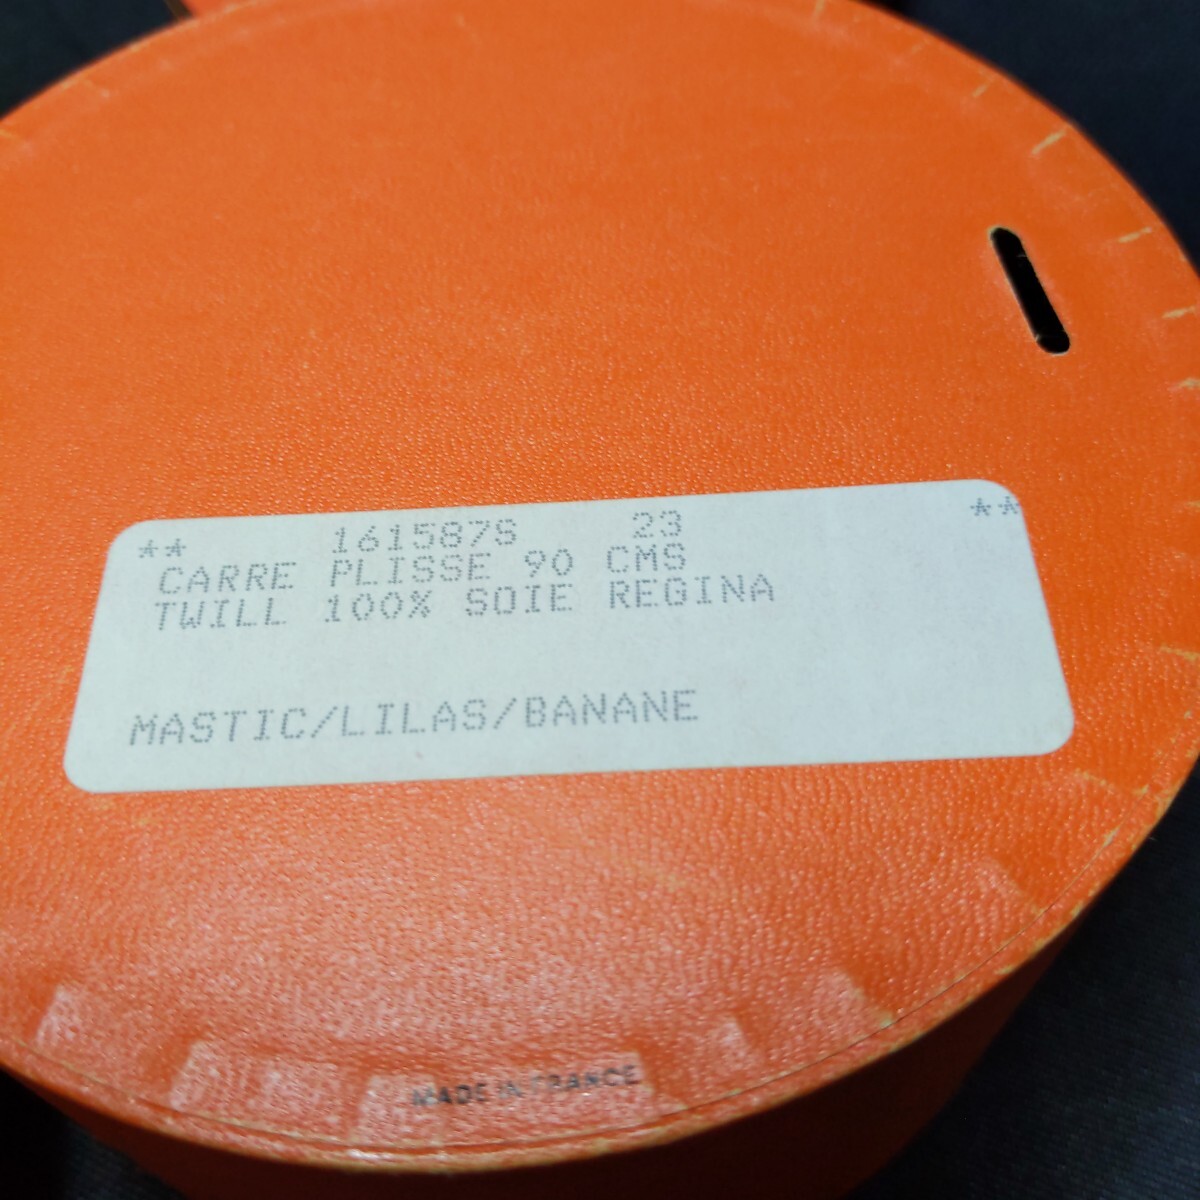 ** 161587S 23 **
CARRE PLISSE 90 CMS
TWILL 100% SOIE REGINA
MASTIC/LILAS/BANANE
MADE IN FRANCE